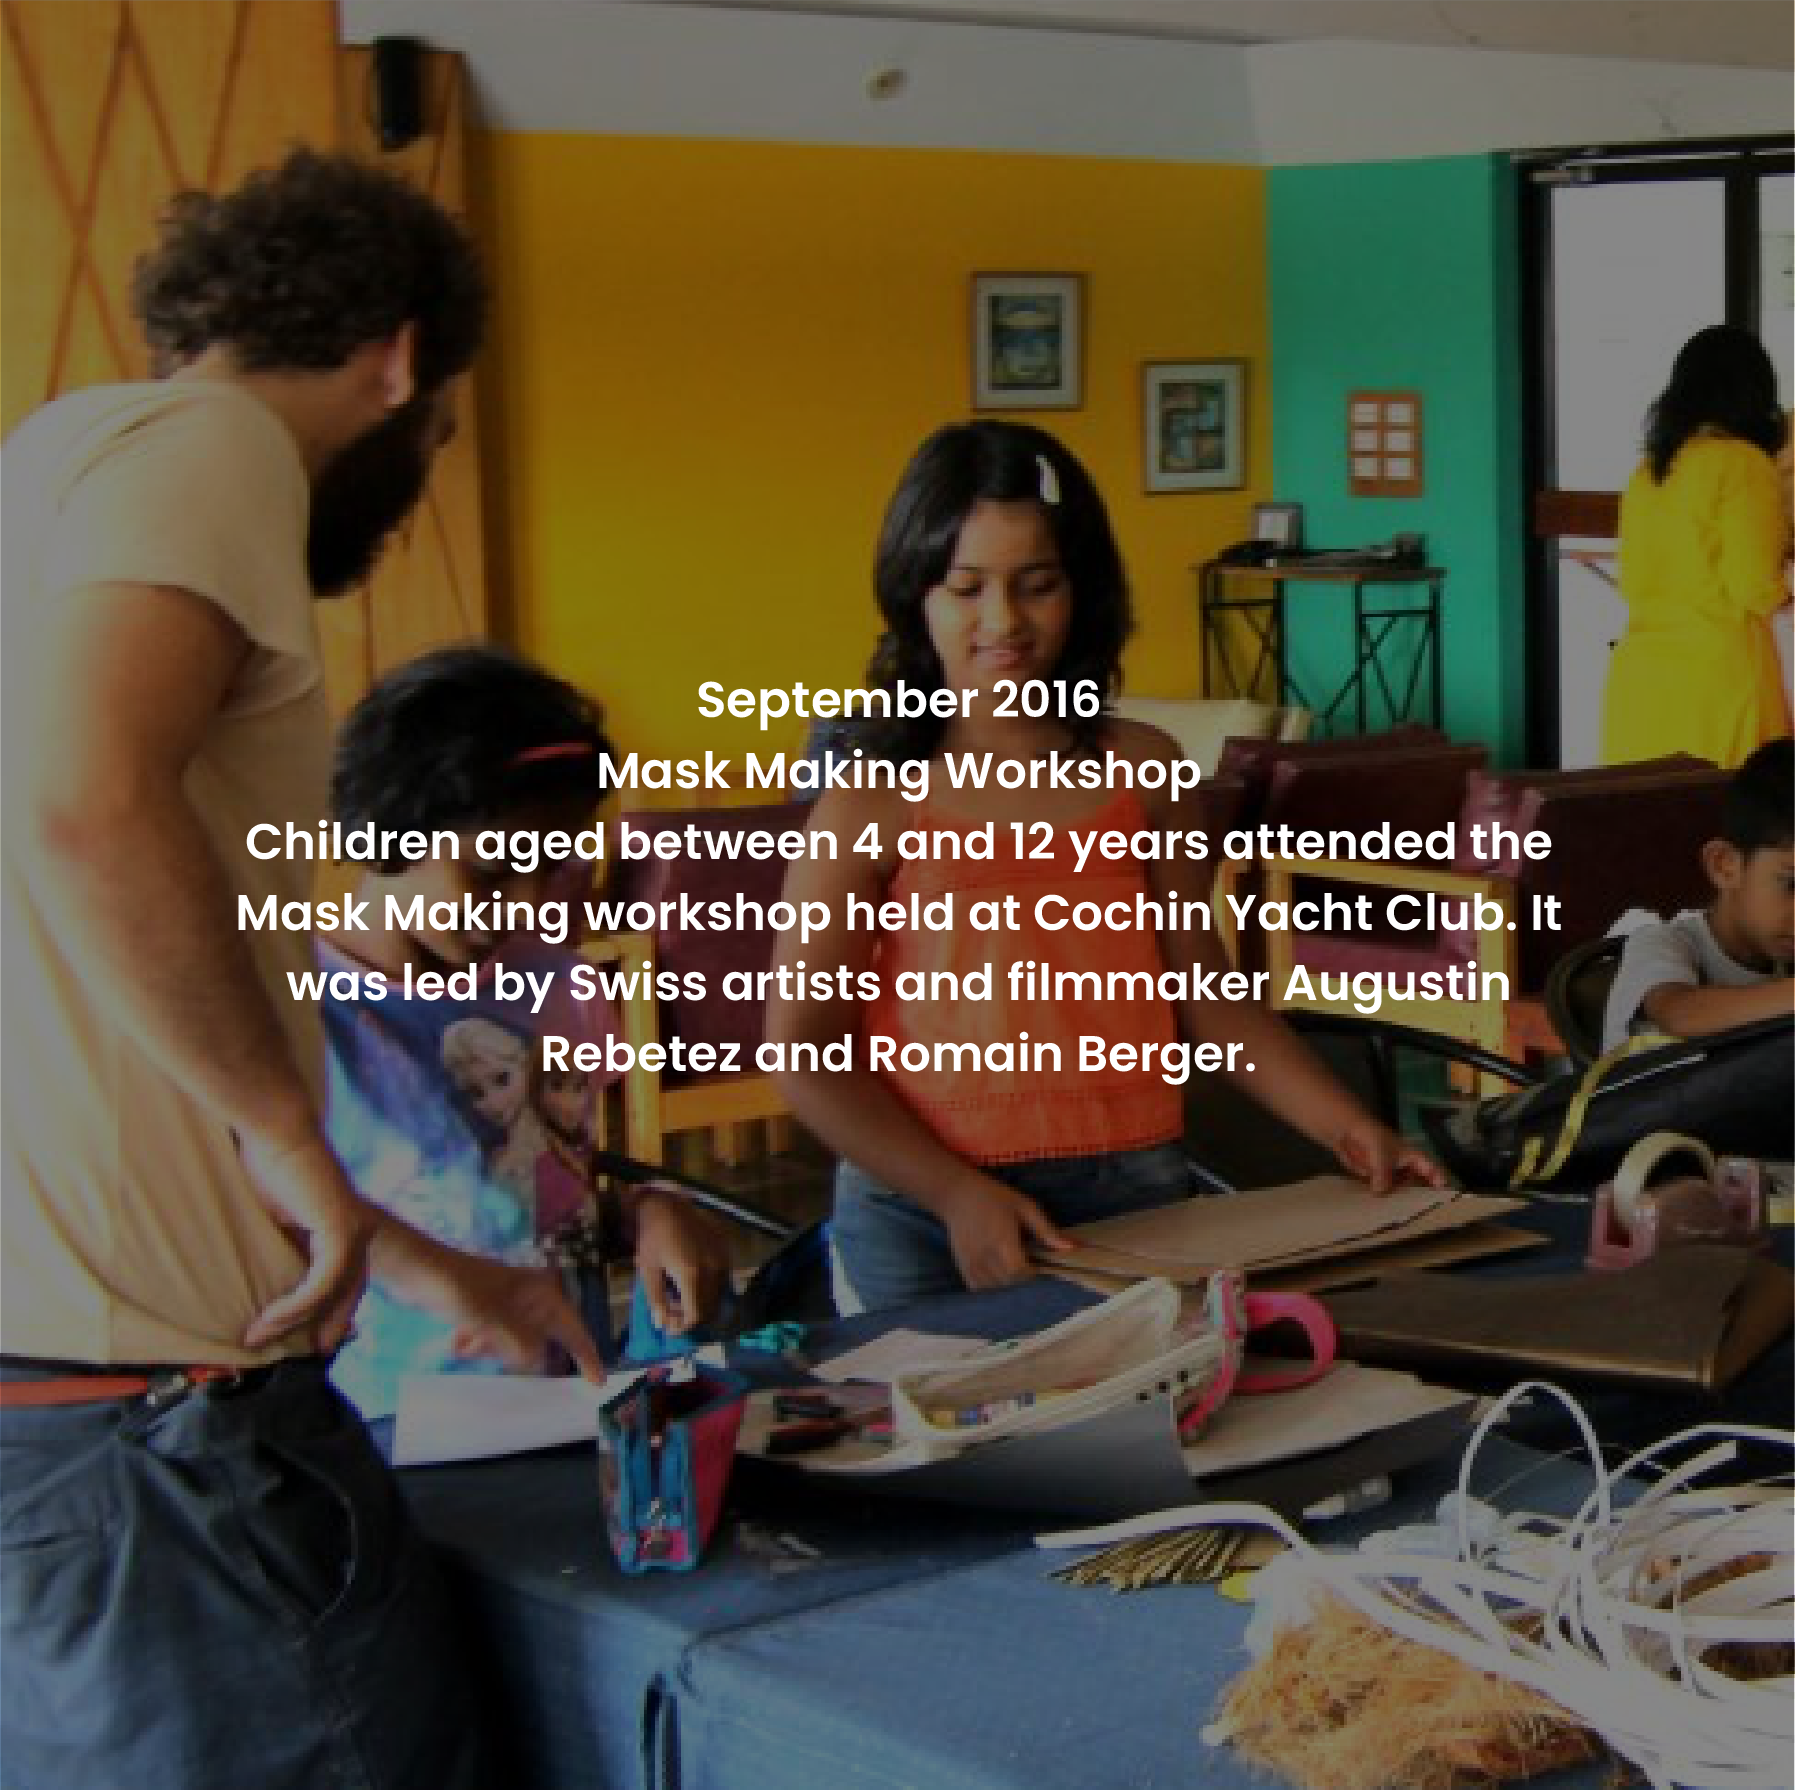 September 2016
Mask Making Workshop
Children aged between 4 and 12 years attended the
Mask Making workshop held at Cochin Yacht Club. It
was led by Swiss artists and filmmaker Augustin
Rebetez and Romain Berger.